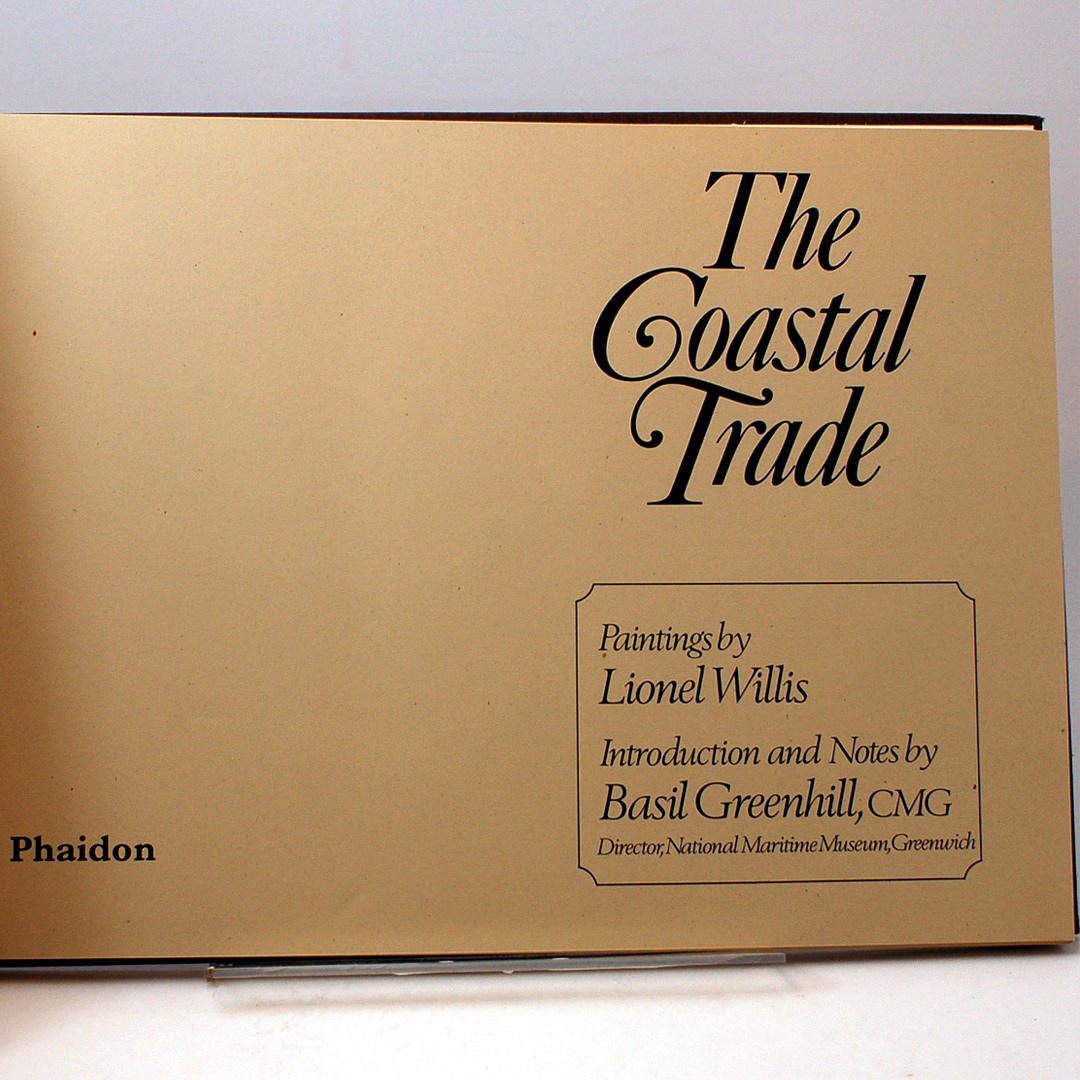 The
Coastal
Trade
Paintings by
Lionel Willis
Introduction and Notes by
Basil Greenhill, CMG
Director, National Maritime Museum, Greenwich
Phaidon